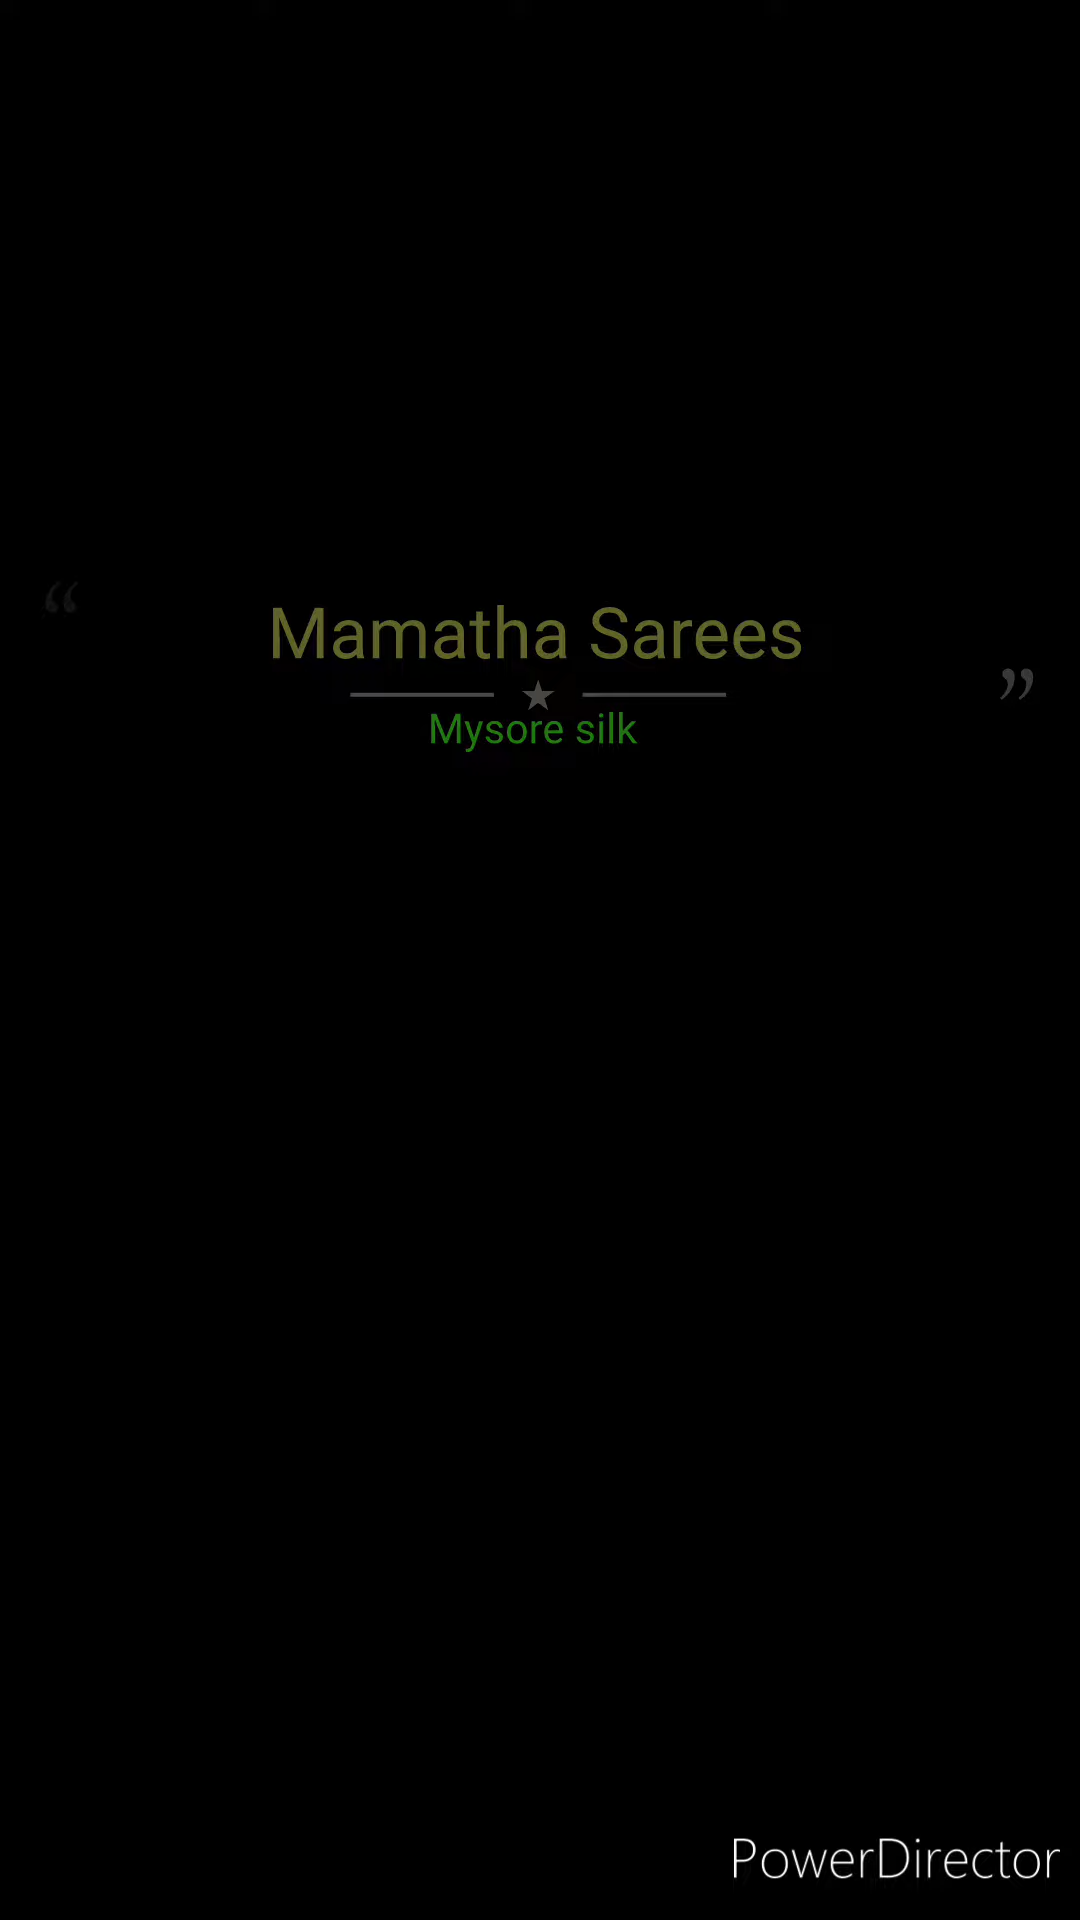 “
Mamatha Sarees
★
Mysore silk
”
PowerDirector